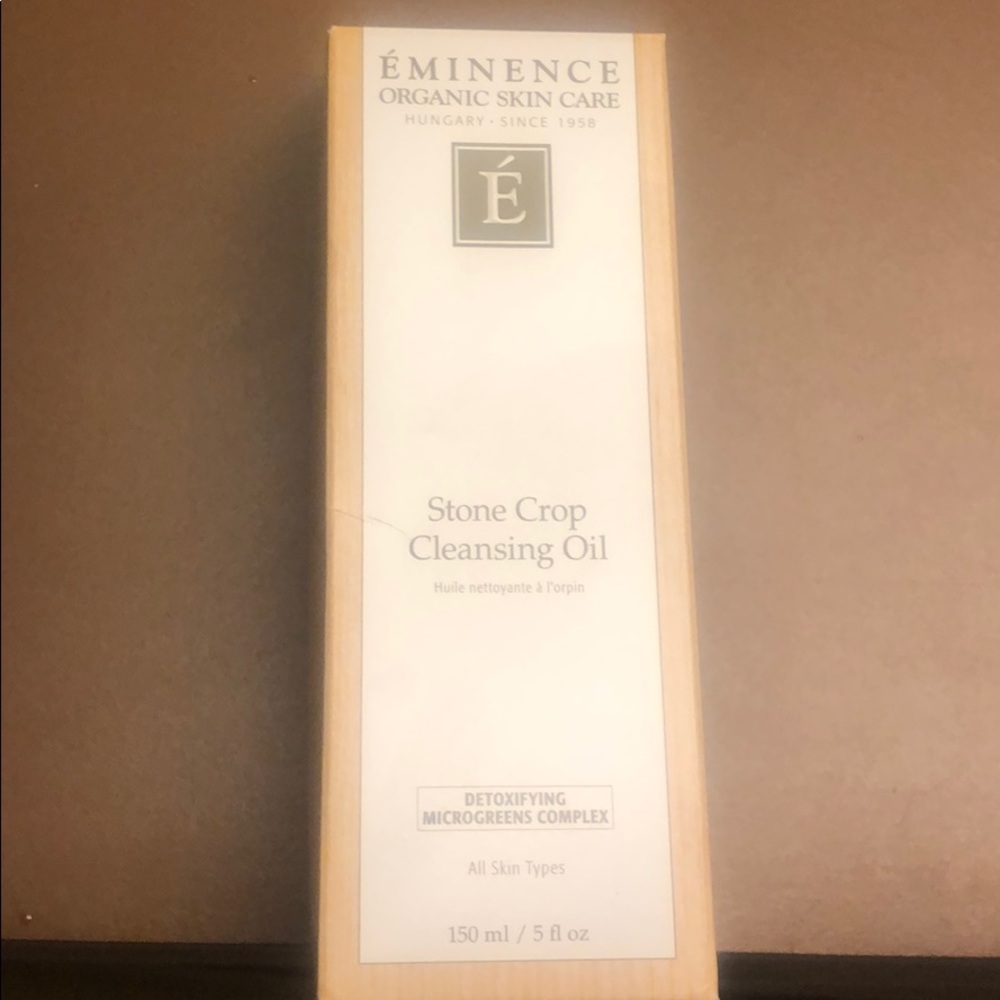 ÉMINENCE
ORGANIC SKIN CARE
HUNGARY · SINCE 1958
É
Stone Crop
Cleansing Oil
Huile nettoyante à l'orpin
DETOXIFYING
MICROGREENS COMPLEX
All Skin Types
150 ml / 5 fl oz